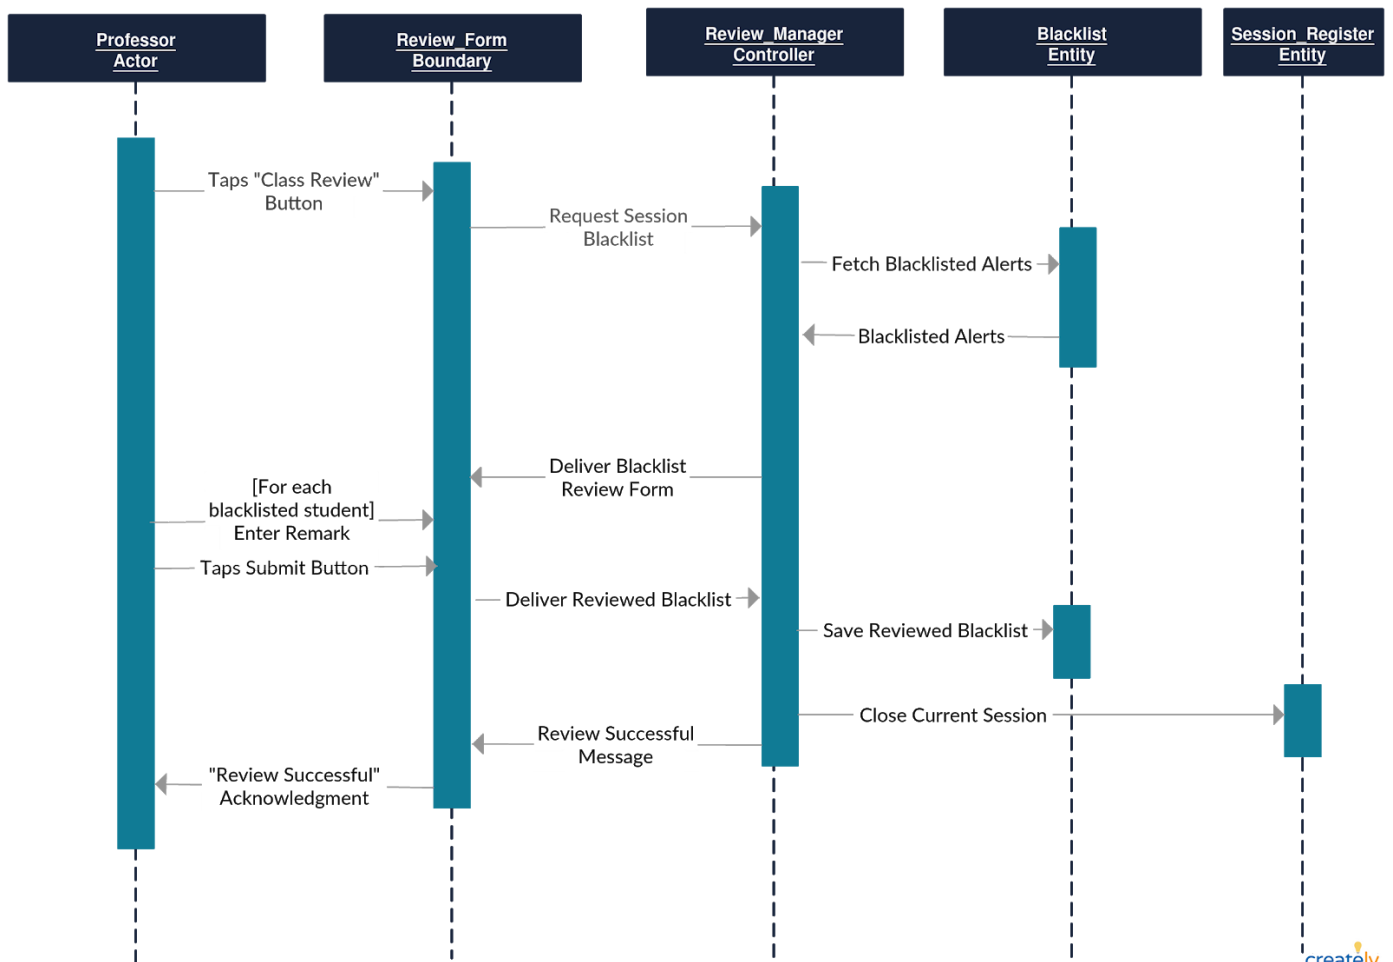 Professor
Actor
Review_Form
Boundary
Review_Manager
Controller
Blacklist
Entity
Session_Register
Entity
Taps "Class Review"
Button
Request Session
Blacklist
Fetch Blacklisted Alerts
Blacklisted Alerts
Deliver Blacklist
Review Form
[For each
blacklisted student]
Enter Remark
Taps Submit Button
Deliver Reviewed Blacklist
Save Reviewed Blacklist
Close Current Session
Review Successful
Message
"Review Successful"
Acknowledgment
creately